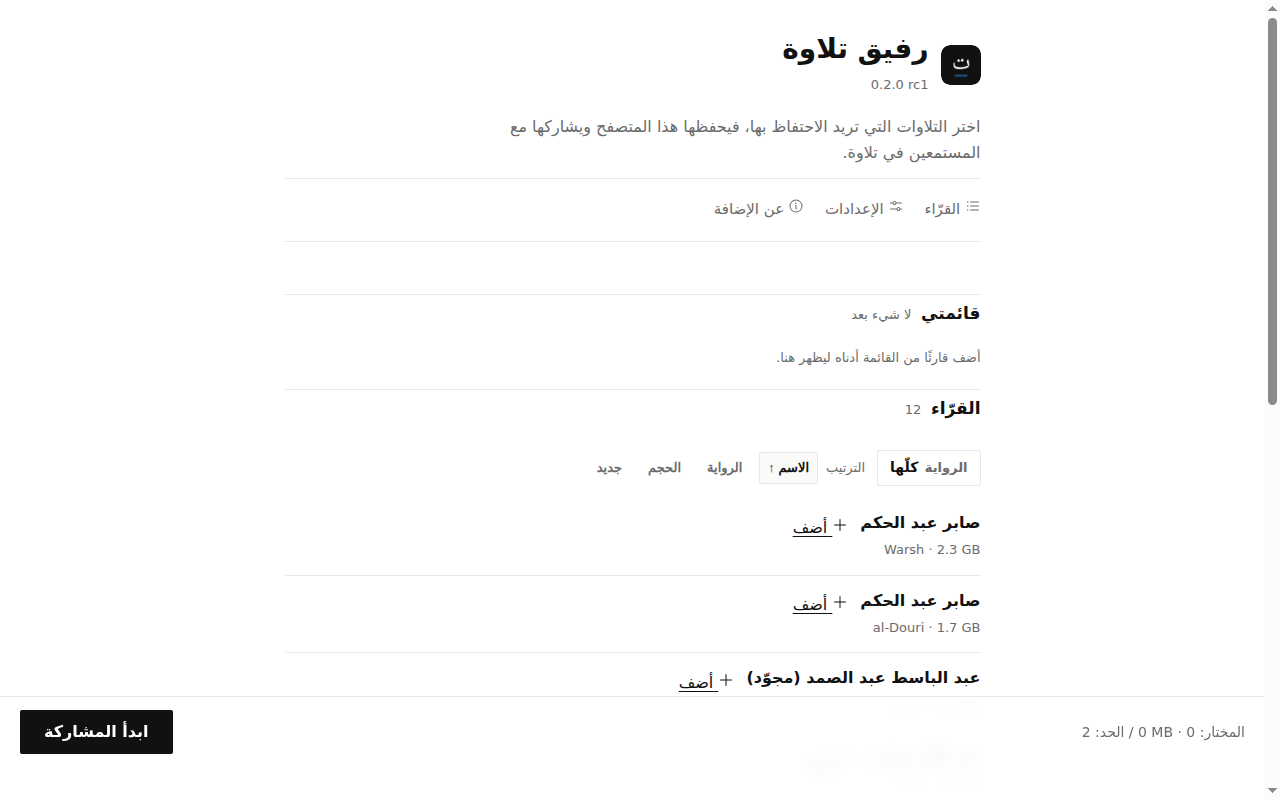 ت
رفيق تلاوة
0.2.0 rc1
اختر التلاوات التي تريد الاحتفاظ بها، فيحفظها هذا المتصفح ويشاركها مع
المستمعين في تلاوة.
القرّاء الإعدادات عن الإضافة
قائمتي لا شيء بعد
أضف قارئًا من القائمة أدناه ليظهر هنا.
القرّاء 12
الرواية كلّها الترتيب الاسم ↑ الرواية الحجم جديد
صابر عبد الحكم + أضف
Warsh · 2.3 GB
صابر عبد الحكم + أضف
al-Douri · 1.7 GB
عبد الباسط عبد الصمد (مجوّد) + أضف
المختار: 0 · 0 MB / الحد: 2
ابدأ المشاركة